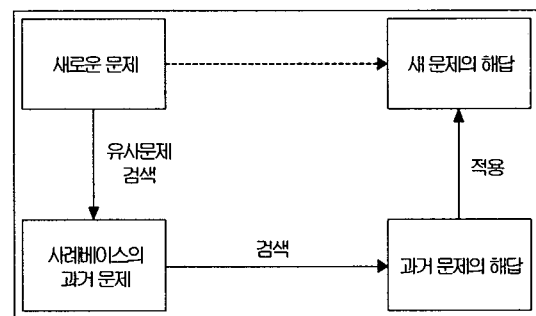 새로운 문제
새 문제의 해답
유사문제
검색
적용
사례베이스의
과거 문제
검색
과거 문제의 해답